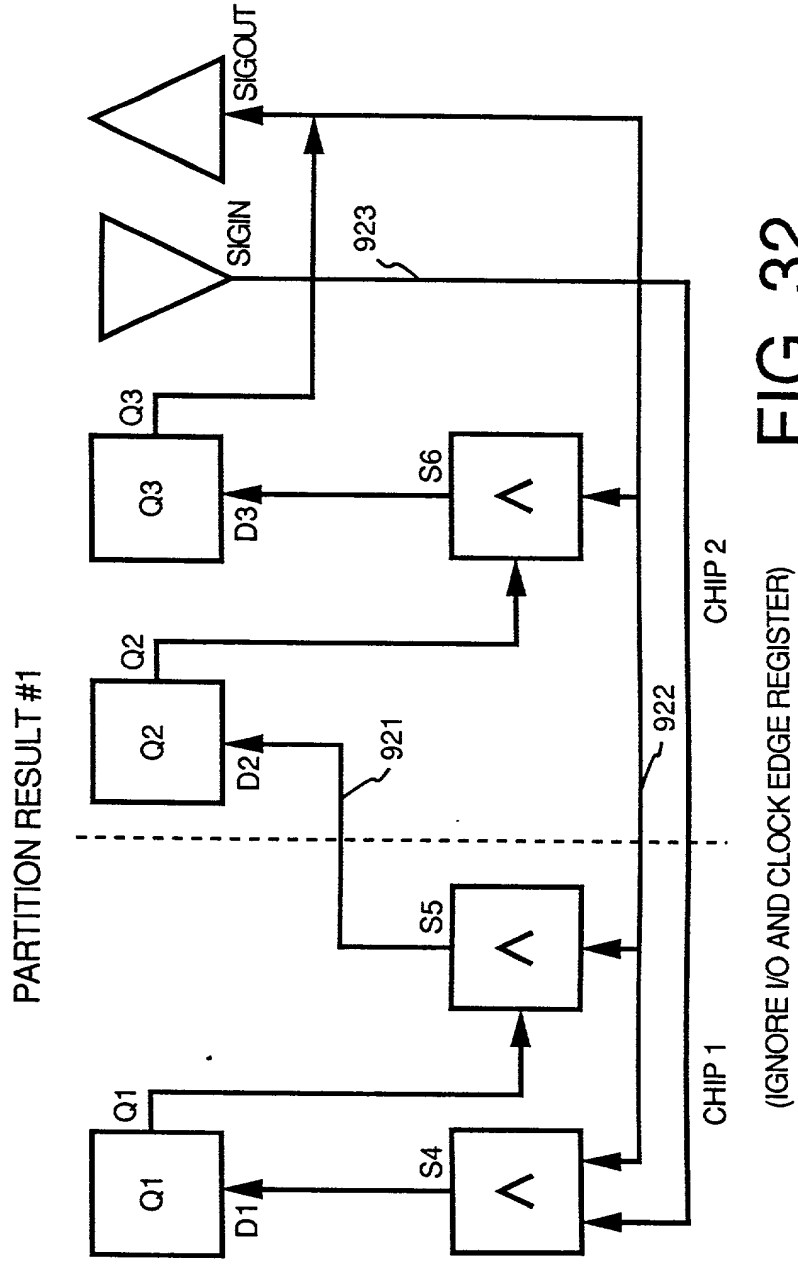 PARTITION RESULT #1
Q1
Q1
D1
Q2
Q2
D2
Q3
Q3
D3
SIGIN
SIGOUT
921
923
S4
^
S5
^
S6
^
922
CHIP 1
CHIP 2
(IGNORE I/O AND CLOCK EDGE REGISTER)
FIG. 32